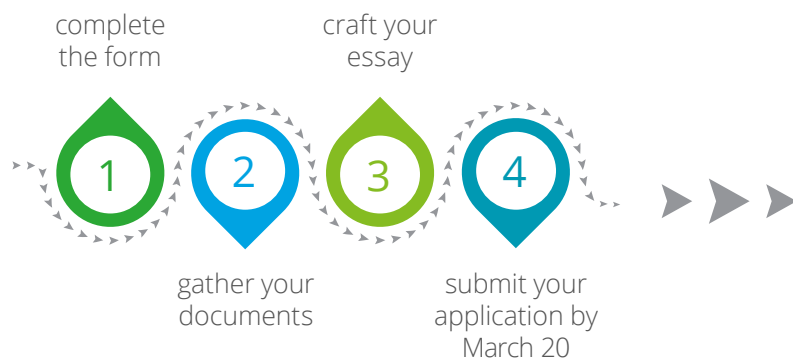 complete
the form
craft your
essay
1
2
3
4
gather your
documents
submit your
application by
March 20